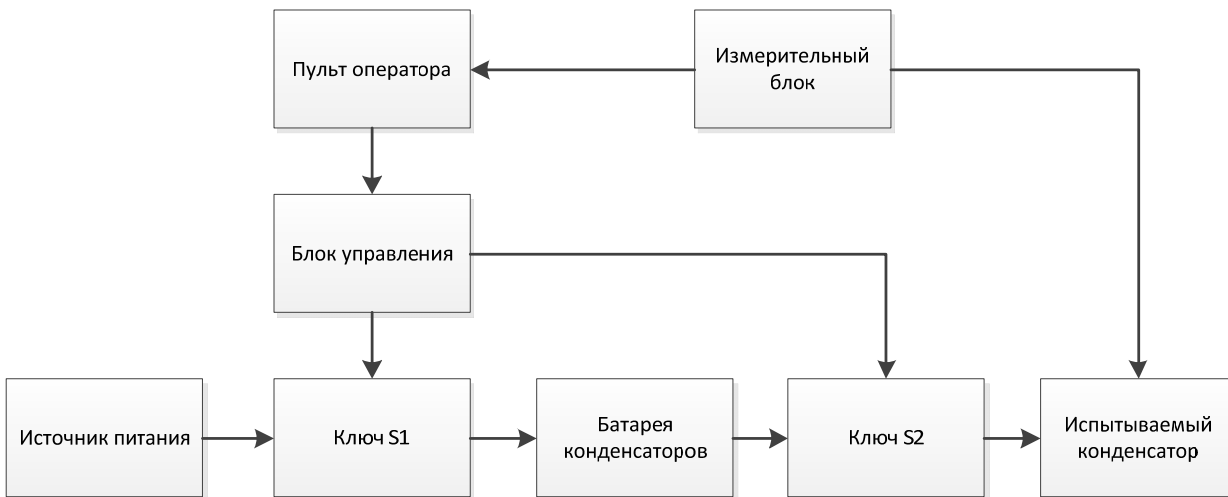 Пульт оператора
Измерительный
блок
Блок управления
Источник питания
Ключ S1
Батарея
конденсаторов
Ключ S2
Испытываемый
конденсатор